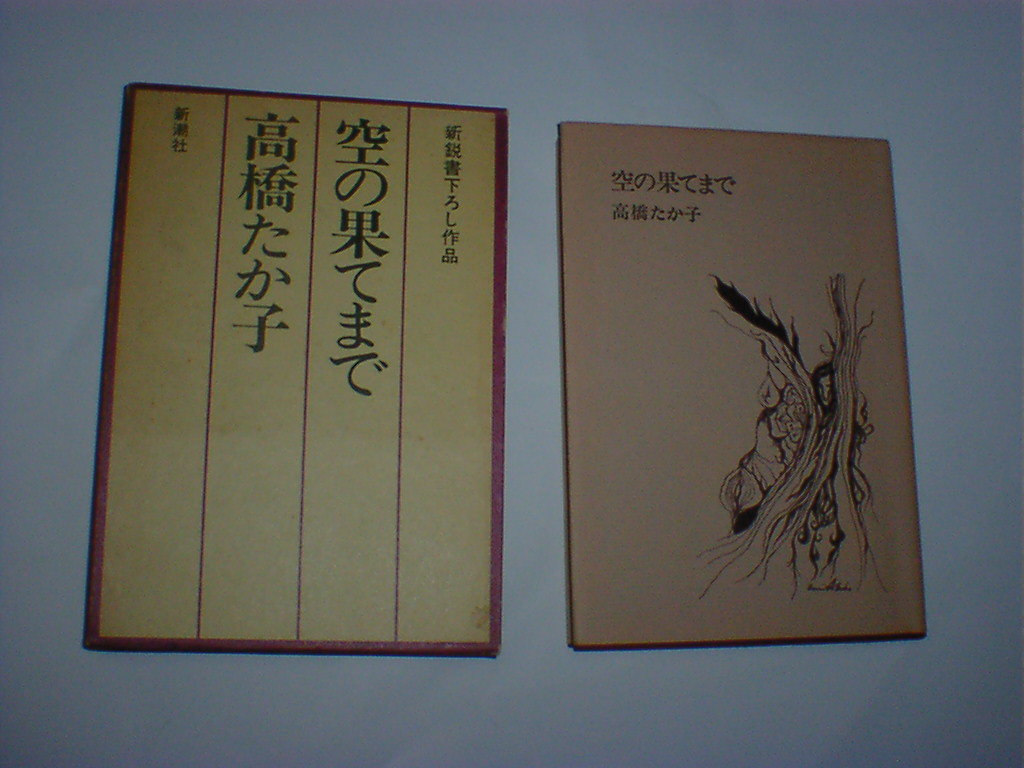 新鋭書下ろし作品
空の果てまで
高橋たか子
新潮社
空の果てまで
高橋たか子